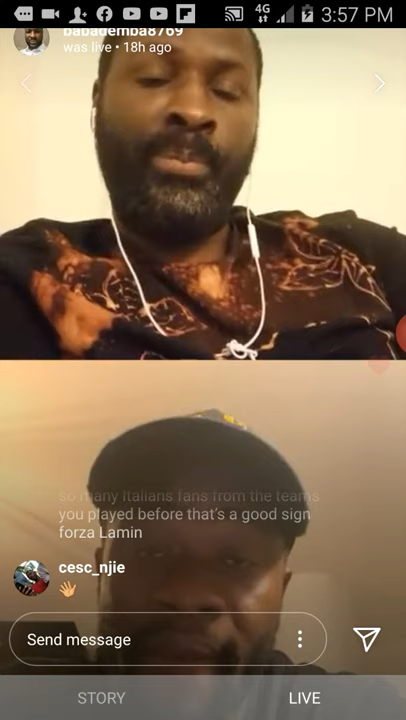 4G 3:57 PM
babademba8769
was live • 18h ago
so many Italians fans from the teams
you played before that's a good sign
forza Lamin
cesc_njie
Send message
STORY LIVE